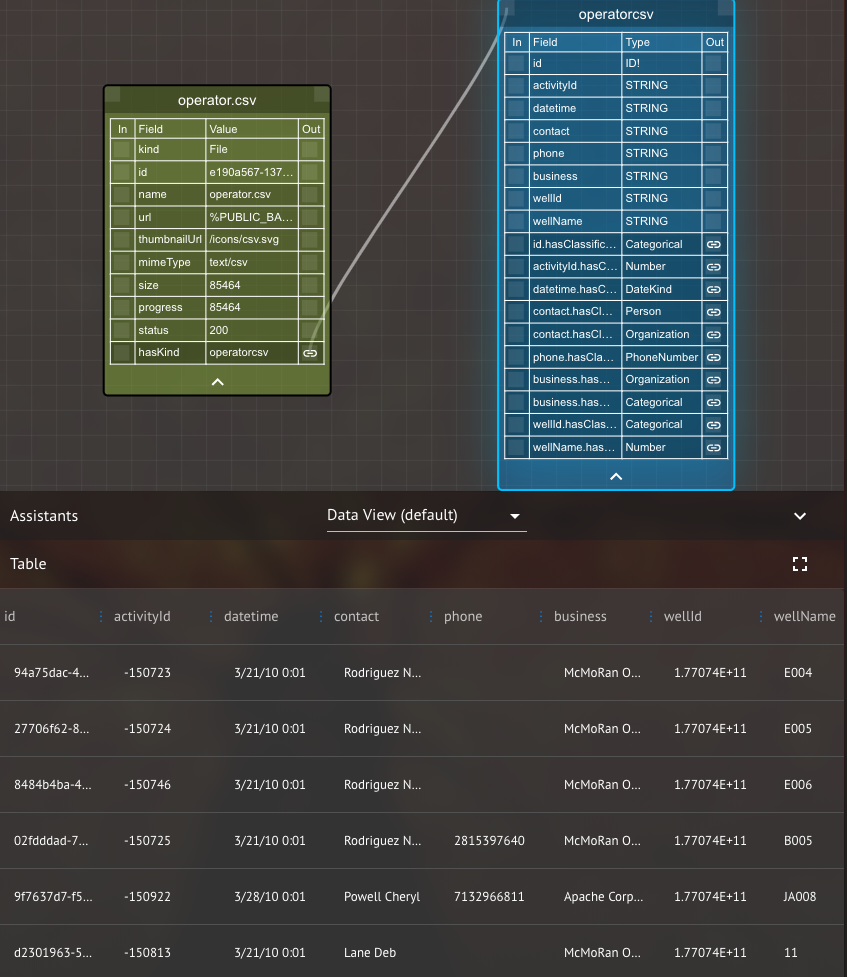 operatorcsv
In Field Type Out
id ID!
activityId STRING
datetime STRING
contact STRING
phone STRING
business STRING
wellId STRING
wellName STRING
id.hasClassific... Categorical
activityId.hasC... Number
datetime.hasC... DateKind
contact.hasCl... Person
contact.hasCl... Organization
phone.hasCla... PhoneNumber
business.has... Organization
business.has... Categorical
wellId.hasClas... Categorical
wellName.has... Number
operator.csv
In Field Value Out
kind File
id e190a567-137...
name operator.csv
url %PUBLIC_BA...
thumbnailUrl /icons/csv.svg
mimeType text/csv
size 85464
progress 85464
status 200
hasKind operatorcsv
Assistants Data View (default)
Table
id activityId datetime contact phone business wellId wellName
94a75dac-4... -150723 3/21/10 0:01 Rodriguez N... McMoRan O... 1.77074E+11 E004
27706f62-8... -150724 3/21/10 0:01 Rodriguez N... McMoRan O... 1.77074E+11 E005
8484b4ba-4... -150746 3/21/10 0:01 Rodriguez N... McMoRan O... 1.77074E+11 E006
02fdddad-7... -150725 3/21/10 0:01 Rodriguez N... 2815397640 McMoRan O... 1.77074E+11 B005
9f7637d7-f5... -150922 3/28/10 0:01 Powell Cheryl 7132966811 Apache Corp... 1.77074E+11 JA008
d2301963-5... -150813 3/21/10 0:01 Lane Deb McMoRan O... 1.77074E+11 11